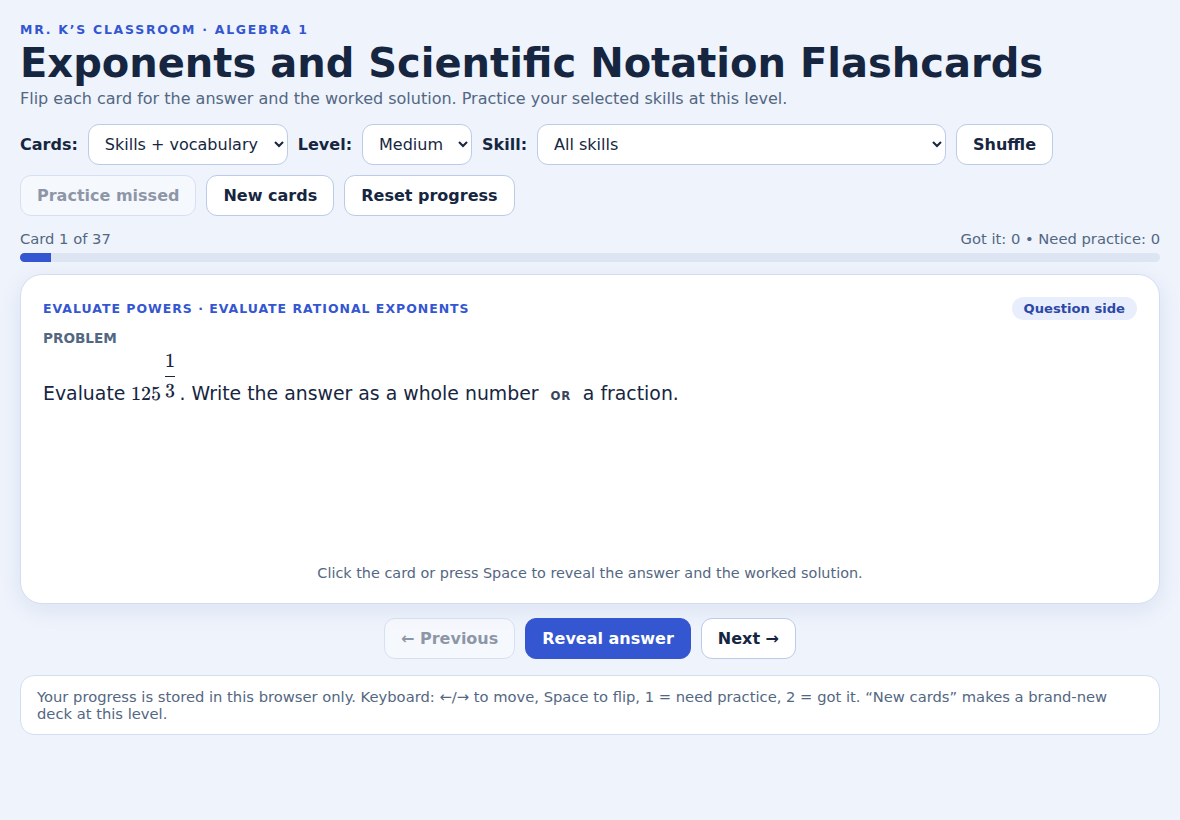 MR. K'S CLASSROOM · ALGEBRA 1
Exponents and Scientific Notation Flashcards
Flip each card for the answer and the worked solution. Practice your selected skills at this level.
Cards: Skills + vocabulary Level: Medium Skill: All skills Shuffle
Practice missed New cards Reset progress
Card 1 of 37 Got it: 0 • Need practice: 0
EVALUATE POWERS · EVALUATE RATIONAL EXPONENTS Question side
PROBLEM
Evaluate 125^(1/3). Write the answer as a whole number OR a fraction.
Click the card or press Space to reveal the answer and the worked solution.
← Previous Reveal answer Next →
Your progress is stored in this browser only. Keyboard: ←/→ to move, Space to flip, 1 = need practice, 2 = got it. “New cards” makes a brand-new
deck at this level.